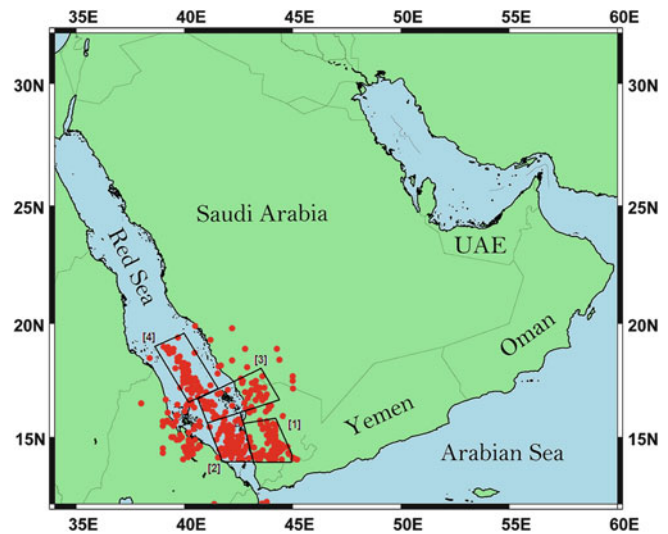 35E 40E 45E 50E 55E 60E
30N 30N
25N 25N
20N 20N
15N 15N
Saudi Arabia
UAE
Red Sea
Oman
Yemen
Arabian Sea
[4]
[3]
[1]
[2]
35E 40E 45E 50E 55E 60E